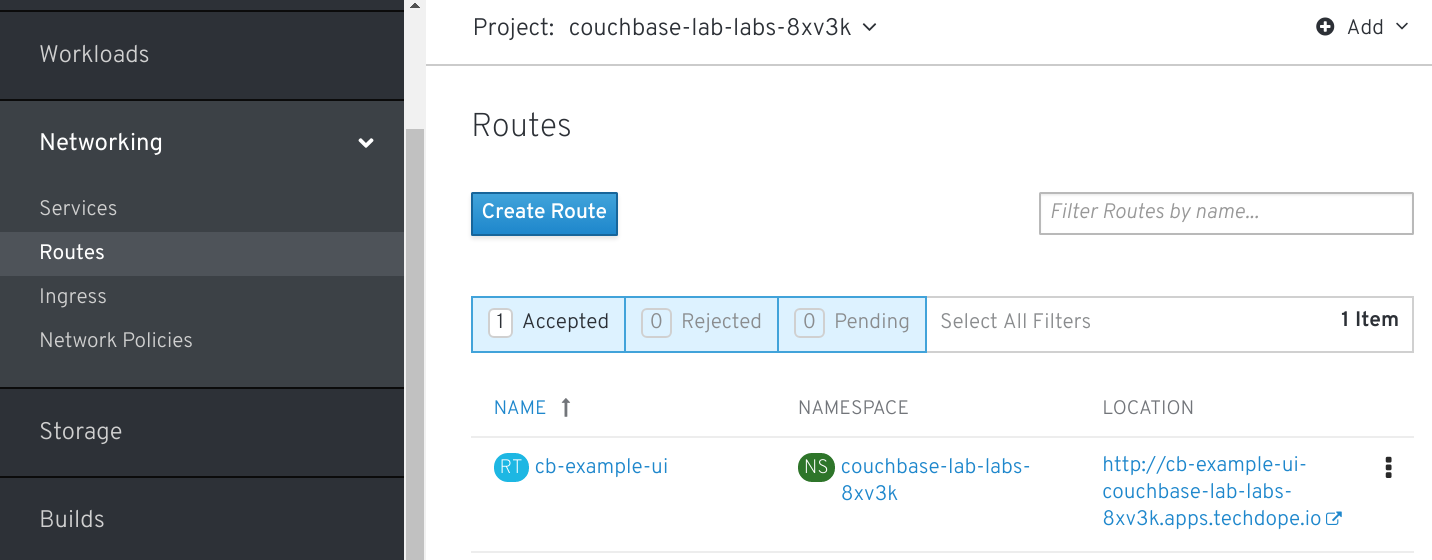 Workloads
Networking
Services
Routes
Ingress
Network Policies
Storage
Builds
Project: couchbase-lab-labs-8xv3k
Add
Routes
Create Route
Filter Routes by name...
1 Accepted
0 Rejected
0 Pending
Select All Filters
1 Item
NAME
NAMESPACE
LOCATION
RT cb-example-ui
NS couchbase-lab-labs-
8xv3k
http://cb-example-ui-
couchbase-lab-labs-
8xv3k.apps.techdope.io